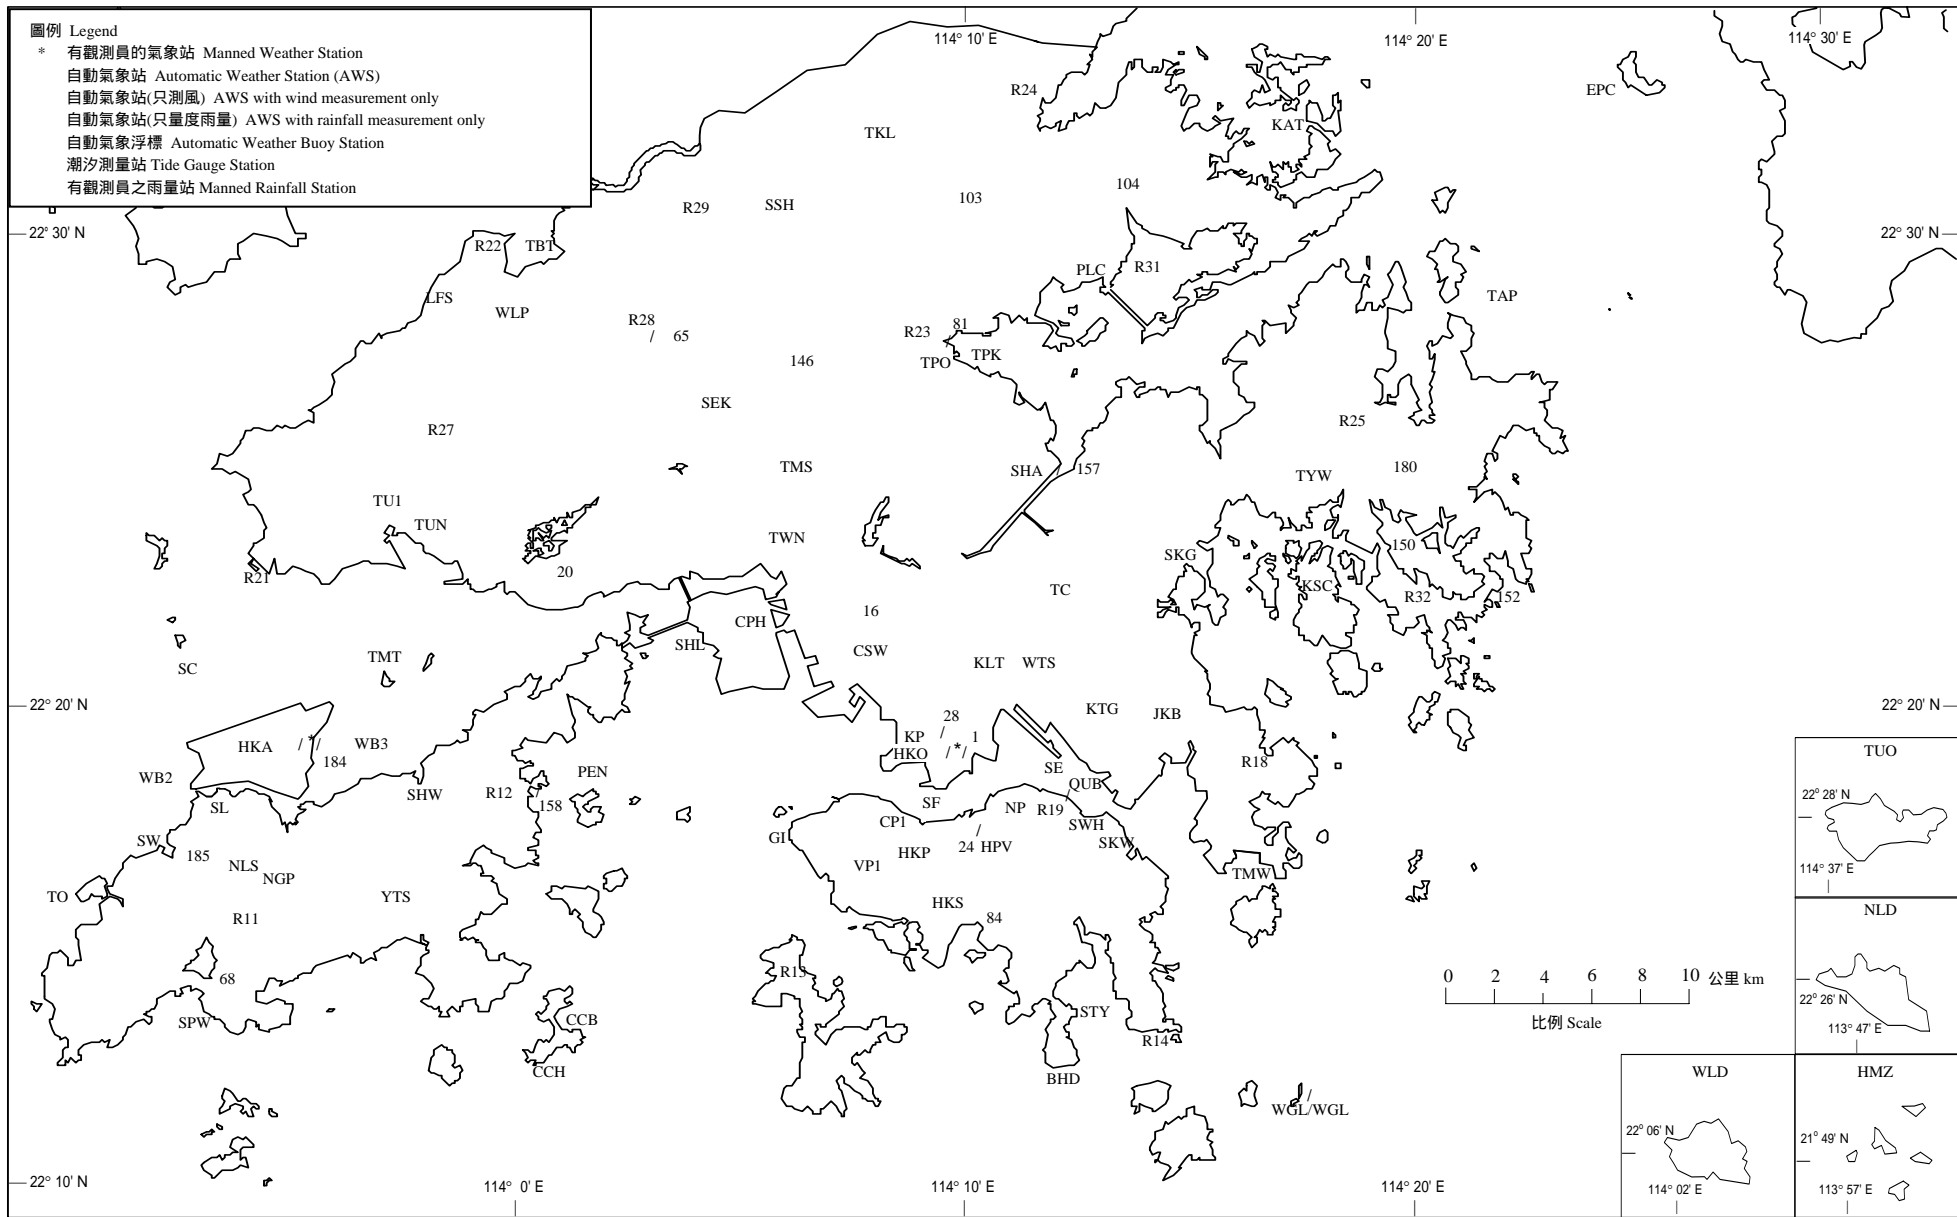 圖例 Legend
* 有觀測員的氣象站 Manned Weather Station
自動氣象站 Automatic Weather Station (AWS)
自動氣象站(只測風) AWS with wind measurement only
自動氣象站(只量度雨量) AWS with rainfall measurement only
自動氣象浮標 Automatic Weather Buoy Station
潮汐測量站 Tide Gauge Station
有觀測員之雨量站 Manned Rainfall Station
114° 10' E
114° 20' E
114° 30' E
R24
EPC
KAT
TKL
104
103
R29
SSH
22° 30' N
22° 30' N
R22
TBT
PLC
R31
LFS
WLP
TAP
R28
/ 65
R23
81
/
TPO
TPK
146
SEK
R27
R25
TMS
SHA
/ 157
TYW
180
TU1
TUN
TWN
150
SKG
R21
20
KSC
TC
R32
152
16
CPH
SHL
CSW
SC
TMT
KLT
WTS
22° 20' N
22° 20' N
KTG
JKB
28
/
KP
HKO
/ * / 1
HKA
/ * /
184
WB3
WB2
SE
R18
PEN
SHW
R12
/
158
QUB
/
SL
SF
NP
R19
CP1
SWH
GI
SW
185
HKP
/
24 HPV
SKW
NLS
NGP
VP1
TMW
TO
YTS
HKS
84
R11
R13
68
SPW
CCB
STY
R14
CCH
BHD
/
WGL/WGL
0 2 4 6 8 10 公里 km
比例 Scale
TUO
22° 28' N
114° 37' E
NLD
22° 26' N
113° 47' E
WLD
22° 06' N
114° 02' E
HMZ
21° 49' N
113° 57' E
22° 10' N
22° 10' N
114° 0' E
114° 10' E
114° 20' E